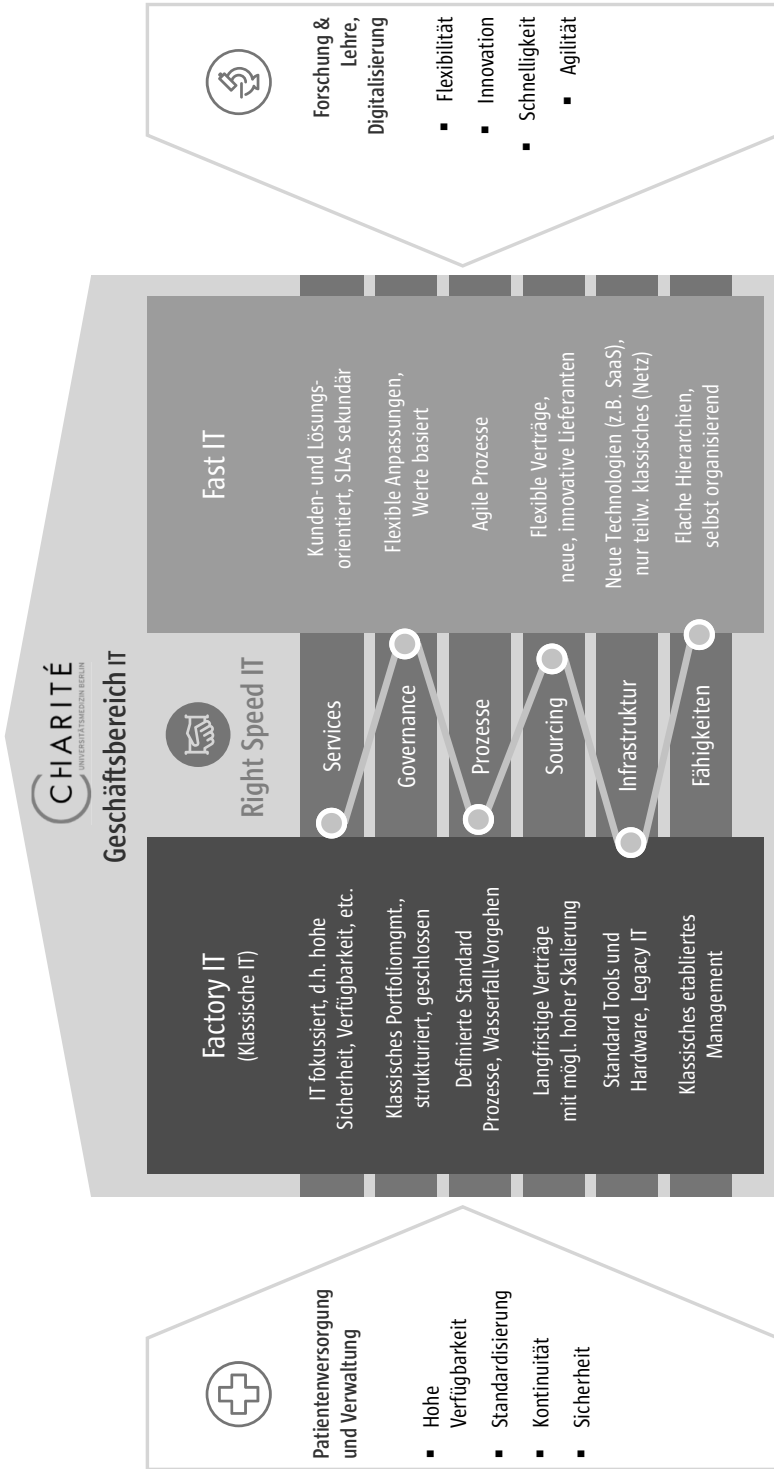 CHARITÉ
UNIVERSITÄTSMEDIZIN BERLIN
Geschäftsbereich IT
Patientenversorgung
und Verwaltung
▪ Hohe
Verfügbarkeit
▪ Standardisierung
▪ Kontinuität
▪ Sicherheit
Factory IT
(Klassische IT)
IT fokussiert, d.h. hohe
Sicherheit, Verfügbarkeit, etc.
Klassisches Portfoliomgmt.,
strukturiert, geschlossen
Definierte Standard
Prozesse, Wasserfall-Vorgehen
Langfristige Verträge
mit mögl. hoher Skalierung
Standard Tools und
Hardware, Legacy IT
Klassisches etabliertes
Management
Right Speed IT
Services
Governance
Prozesse
Sourcing
Infrastruktur
Fähigkeiten
Fast IT
Kunden- und Lösungs-
orientiert, SLAs sekundär
Flexible Anpassungen,
Werte basiert
Agile Prozesse
Flexible Verträge,
neue, innovative Lieferanten
Neue Technologien (z.B. SaaS),
nur teilw. klassisches (Netz)
Flache Hierarchien,
selbst organisierend
Forschung &
Lehre,
Digitalisierung
▪ Flexibilität
▪ Innovation
▪ Schnelligkeit
▪ Agilität